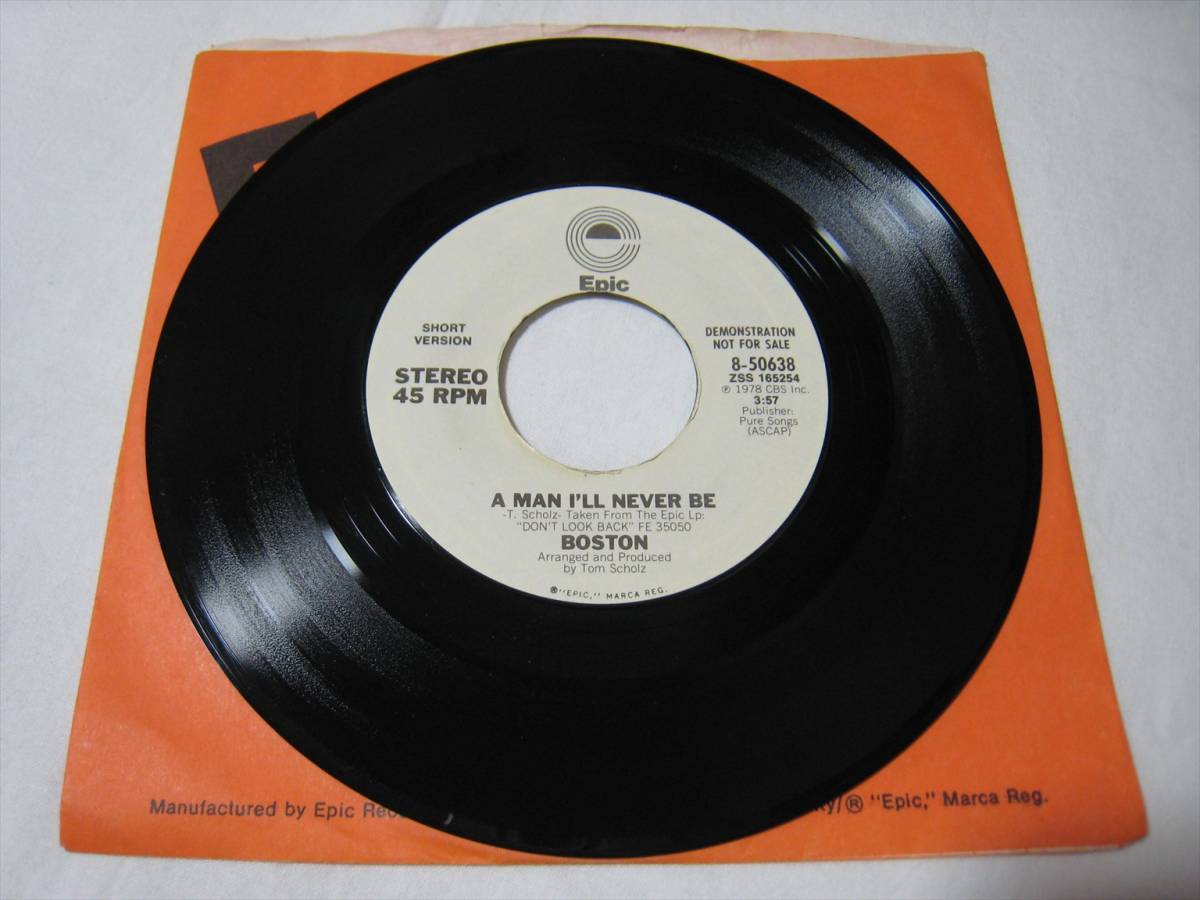 Epic
SHORT
VERSION
STEREO
45 RPM
DEMONSTRATION
NOT FOR SALE
8-50638
ZSS 165254
℗ 1978 CBS Inc.
3:57
Publisher:
Pure Songs
(ASCAP)
A MAN I'LL NEVER BE
-T. Scholz- Taken From The Epic Lp:
"DON'T LOOK BACK" FE 35050
BOSTON
Arranged and Produced
by Tom Scholz
®"EPIC," MARCA REG.
Manufactured by Epic ® "Epic," Marca Reg.